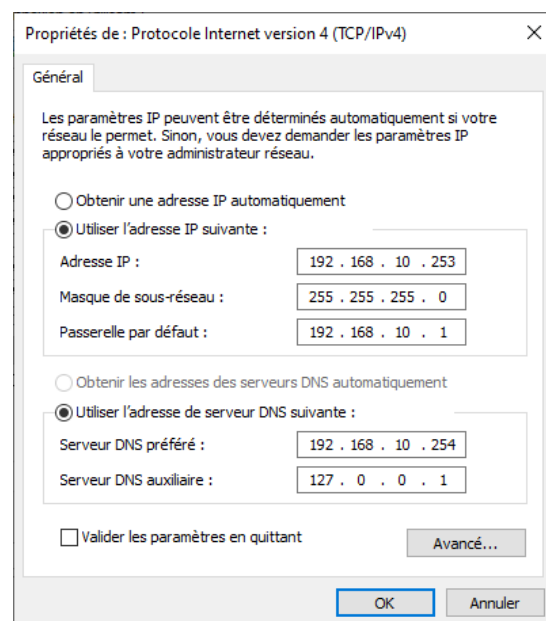 Propriétés de : Protocole Internet version 4 (TCP/IPv4)
Général
Les paramètres IP peuvent être déterminés automatiquement si votre
réseau le permet. Sinon, vous devez demander les paramètres IP
appropriés à votre administrateur réseau.
Obtenir une adresse IP automatiquement
Utiliser l'adresse IP suivante :
Adresse IP : 192 . 168 . 10 . 253
Masque de sous-réseau : 255 . 255 . 255 . 0
Passerelle par défaut : 192 . 168 . 10 . 1
Obtenir les adresses des serveurs DNS automatiquement
Utiliser l'adresse de serveur DNS suivante :
Serveur DNS préféré : 192 . 168 . 10 . 254
Serveur DNS auxiliaire : 127 . 0 . 0 . 1
Valider les paramètres en quittant
Avancé...
OK Annuler